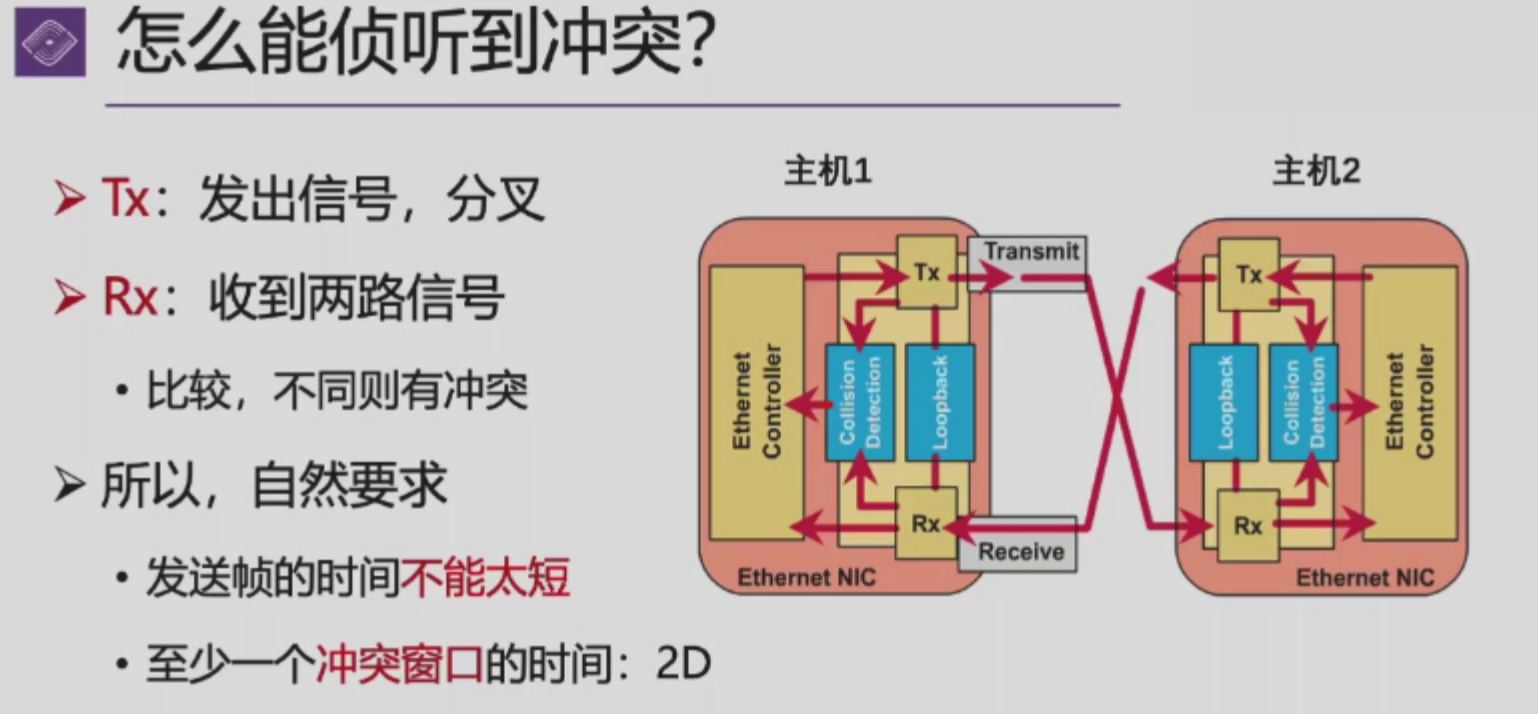 怎么能侦听到冲突？
➢ Tx：发出信号，分叉
➢ Rx：收到两路信号
• 比较，不同则有冲突
➢ 所以，自然要求
• 发送帧的时间不能太短
• 至少一个冲突窗口的时间：2D
主机1
Transmit
Tx
Ethernet
Controller
Collision
Detection
Loopback
Rx
Receive
Ethernet NIC
主机2
Tx
Loopback
Collision
Detection
Ethernet
Controller
Rx
Ethernet NIC